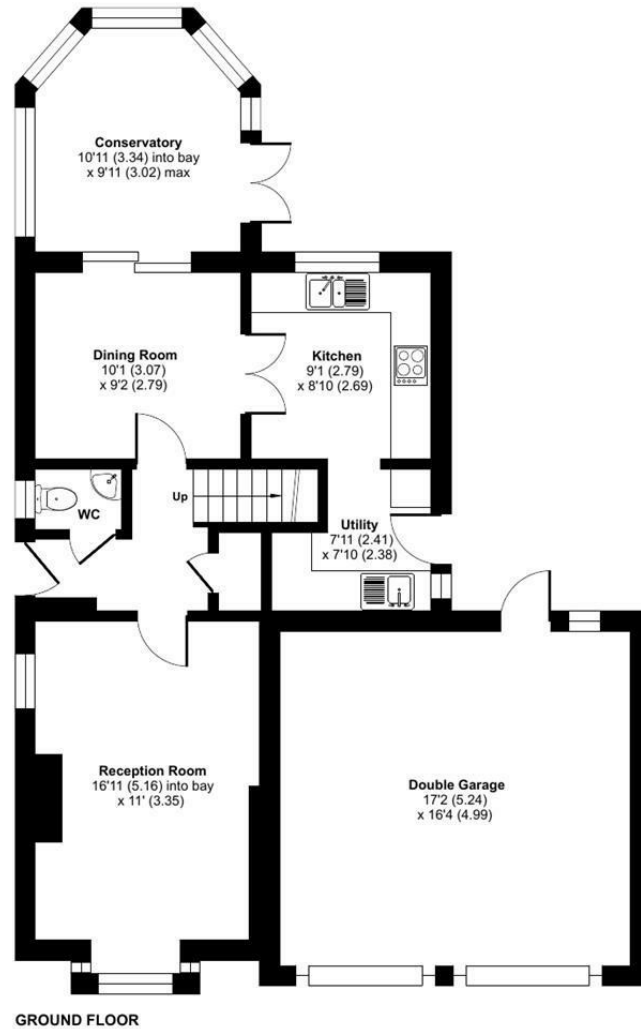 Conservatory
10'11 (3.34) into bay
x 9'11 (3.02) max
Dining Room
10'1 (3.07)
x 9'2 (2.79)
Kitchen
9'1 (2.79)
x 8'10 (2.69)
WC
Up
Utility
7'11 (2.41)
x 7'10 (2.38)
Reception Room
16'11 (5.16) into bay
x 11' (3.35)
Double Garage
17'2 (5.24)
x 16'4 (4.99)
GROUND FLOOR